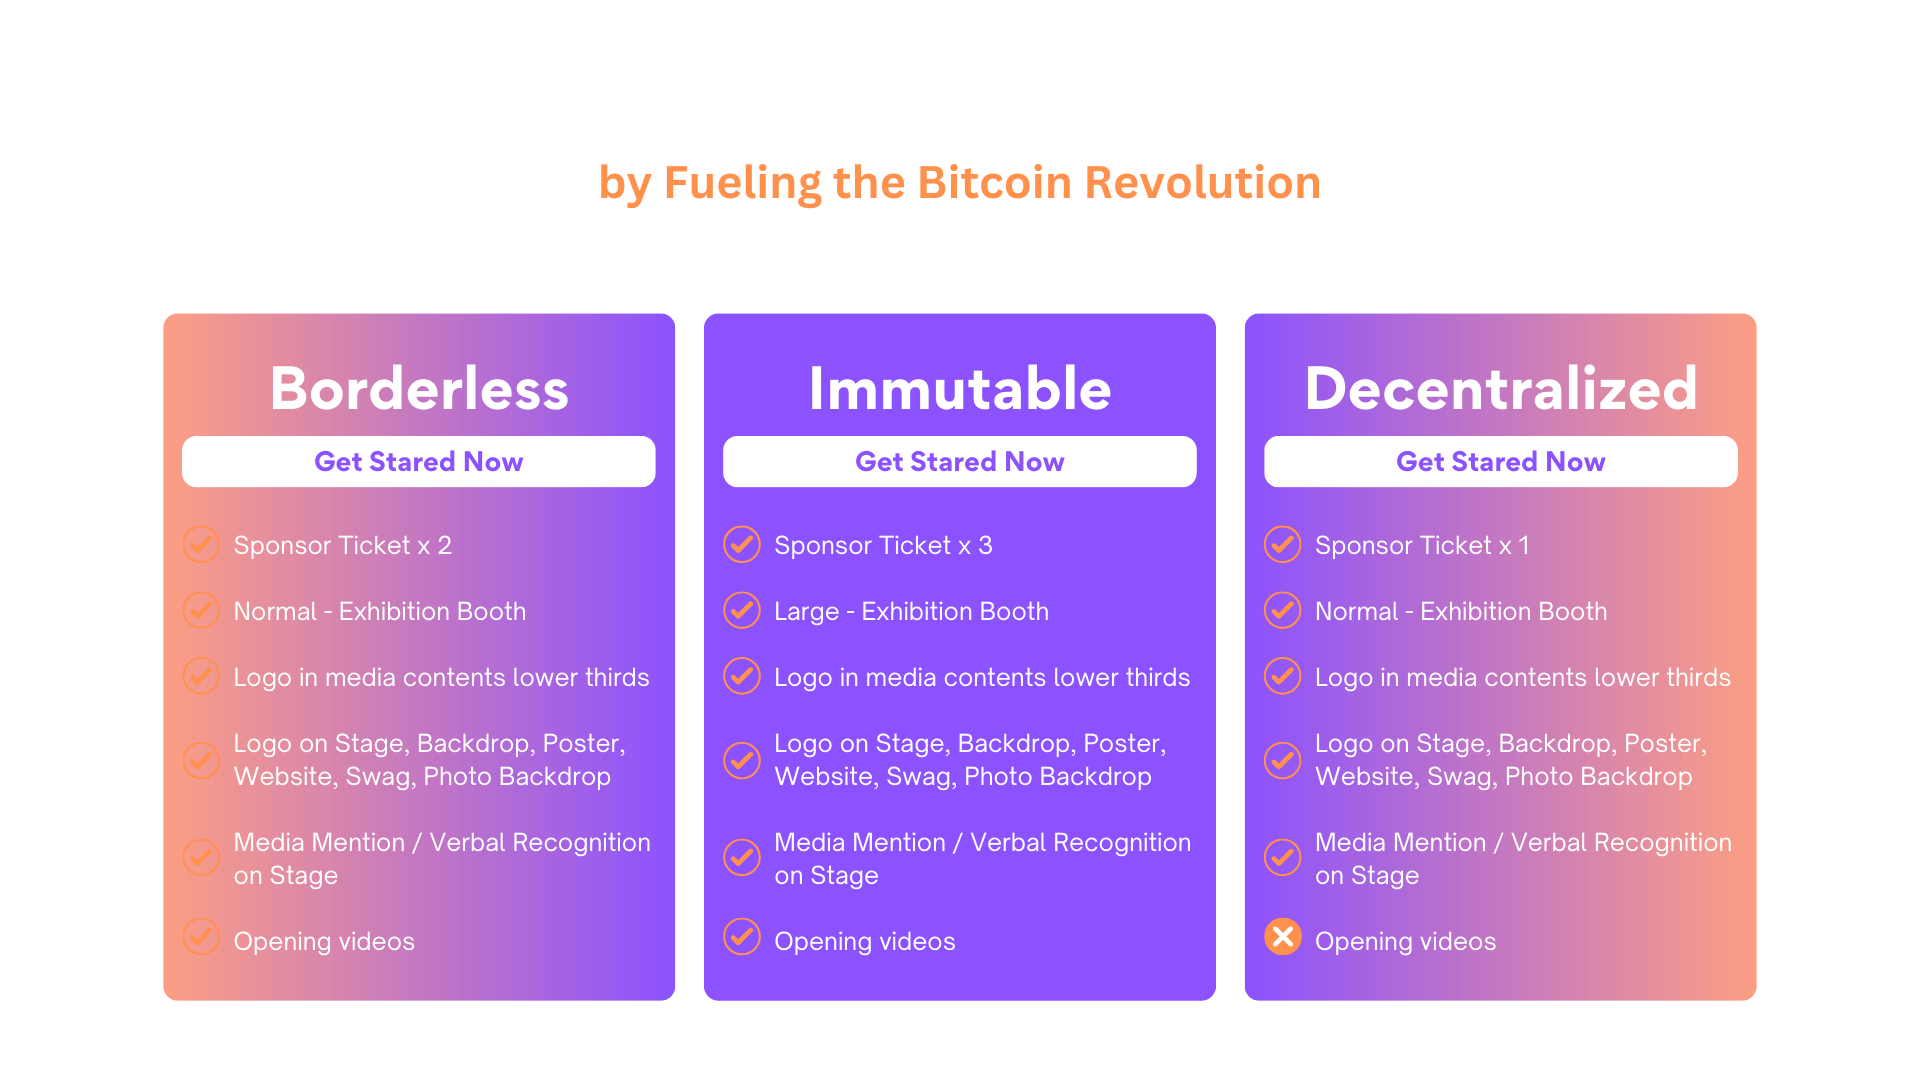 by Fueling the Bitcoin Revolution
Borderless
Get Stared Now
Sponsor Ticket x 2
Normal - Exhibition Booth
Logo in media contents lower thirds
Logo on Stage, Backdrop, Poster,
Website, Swag, Photo Backdrop
Media Mention / Verbal Recognition
on Stage
Opening videos
Immutable
Get Stared Now
Sponsor Ticket x 3
Large - Exhibition Booth
Logo in media contents lower thirds
Logo on Stage, Backdrop, Poster,
Website, Swag, Photo Backdrop
Media Mention / Verbal Recognition
on Stage
Opening videos
Decentralized
Get Stared Now
Sponsor Ticket x 1
Normal - Exhibition Booth
Logo in media contents lower thirds
Logo on Stage, Backdrop, Poster,
Website, Swag, Photo Backdrop
Media Mention / Verbal Recognition
on Stage
Opening videos